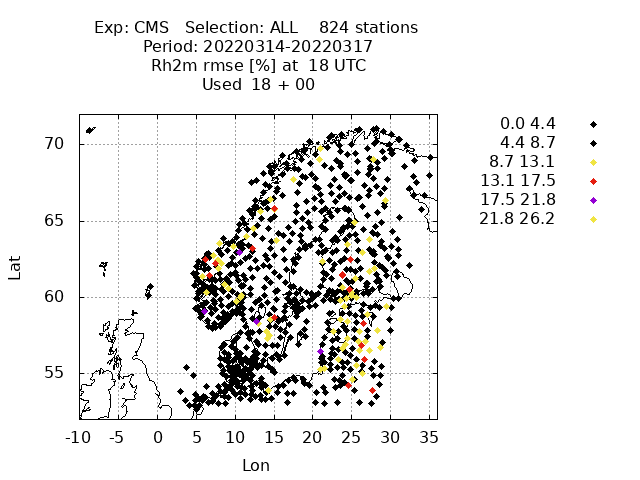 Exp: CMS   Selection: ALL    824 stations
Period: 20220314-20220317
Rh2m rmse [%] at  18 UTC
Used  18 + 00
0.0 4.4
4.4 8.7
8.7 13.1
13.1 17.5
17.5 21.8
21.8 26.2
70
65
60
55
Lat
-10 -5 0 5 10 15 20 25 30 35
Lon